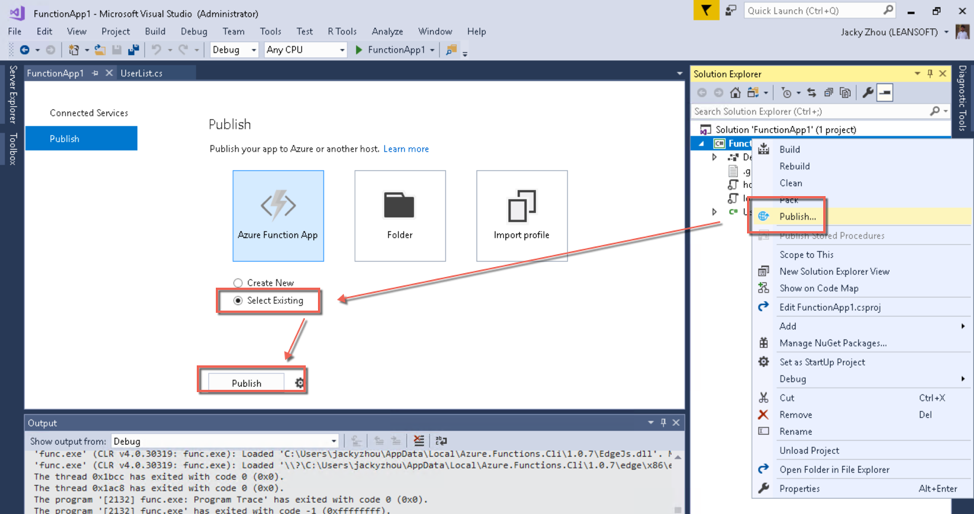 FunctionApp1 - Microsoft Visual Studio (Administrator)
Quick Launch (Ctrl+Q)
File Edit View Project Build Debug Team Tools Test R Tools Analyze Window Help
Jacky Zhou (LEANSOFT)
Debug Any CPU FunctionApp1
Server Explorer
Toolbox
FunctionApp1 UserList.cs
Connected Services
Publish
Publish
Publish your app to Azure or another host. Learn more
Azure Function App
Folder
Import profile
Create New
Select Existing
Publish
Output
Show output from: Debug
'func.exe' (CLR v4.0.30319: func.exe): Loaded 'C:\Users\jackyzhou\AppData\Local\Azure.Functions.Cli\1.0.7\EdgeJs.dll'.
'func.exe' (CLR v4.0.30319: func.exe): Loaded '\\?\C:\Users\jackyzhou\AppData\Local\Azure.Functions.Cli\1.0.7\edge\x86\e
The thread 0x1bcc has exited with code 0 (0x0).
The thread 0x1ac8 has exited with code 0 (0x0).
The program '[2132] func.exe: Program Trace' has exited with code 0 (0x0).
The program '[2132] func.exe' has exited with code -1 (0xffffffff).
Solution Explorer
Search Solution Explorer (Ctrl+;)
Solution 'FunctionApp1' (1 project)
Func
De
.g
ho
lo
U
Build
Rebuild
Clean
Pack
Publish...
Publish Stored Procedures
Scope to This
New Solution Explorer View
Show on Code Map
Edit FunctionApp1.csproj
Add
Manage NuGet Packages...
Set as StartUp Project
Debug
Cut Ctrl+X
Remove Del
Rename
Unload Project
Open Folder in File Explorer
Properties Alt+Enter
Diagnostic Tools